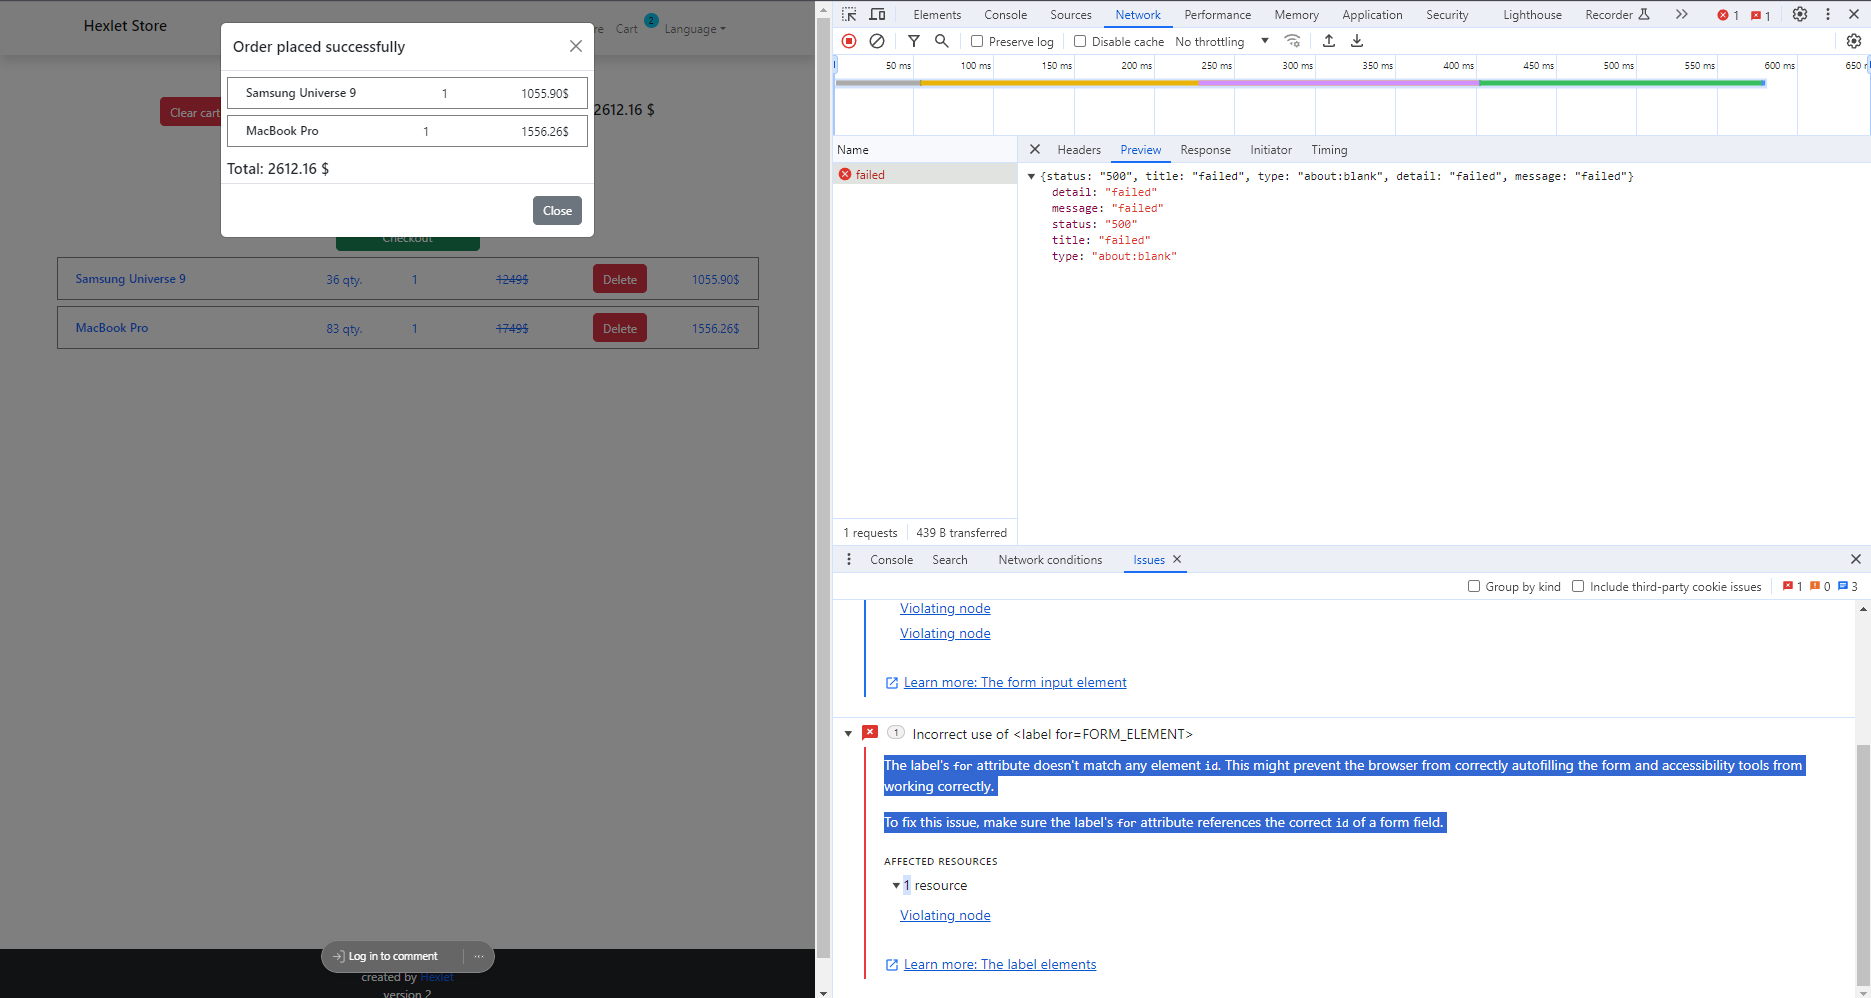 Hexlet Store
re Cart 2 Language
Order placed successfully
Samsung Universe 9 1 1055.90$
MacBook Pro 1 1556.26$
Total: 2612.16 $
Close
Clear cart
2612.16 $
Checkout
Samsung Universe 9 36 qty. 1 1249$ Delete 1055.90$
MacBook Pro 83 qty. 1 1749$ Delete 1556.26$
Log in to comment ...
created by Hexlet
version 2
Elements Console Sources Network Performance Memory Application Security Lighthouse Recorder 1 1
Preserve log Disable cache No throttling
50 ms 100 ms 150 ms 200 ms 250 ms 300 ms 350 ms 400 ms 450 ms 500 ms 550 ms 600 ms 650
Name
failed
Headers Preview Response Initiator Timing
{status: "500", title: "failed", type: "about:blank", detail: "failed", message: "failed"}
detail: "failed"
message: "failed"
status: "500"
title: "failed"
type: "about:blank"
1 requests 439 B transferred
Console Search Network conditions Issues
Group by kind Include third-party cookie issues 1 0 3
Violating node
Violating node
Learn more: The form input element
1 Incorrect use of <label for=FORM_ELEMENT>
The label's for attribute doesn't match any element id. This might prevent the browser from correctly autofilling the form and accessibility tools from
working correctly.
To fix this issue, make sure the label's for attribute references the correct id of a form field.
AFFECTED RESOURCES
1 resource
Violating node
Learn more: The label elements